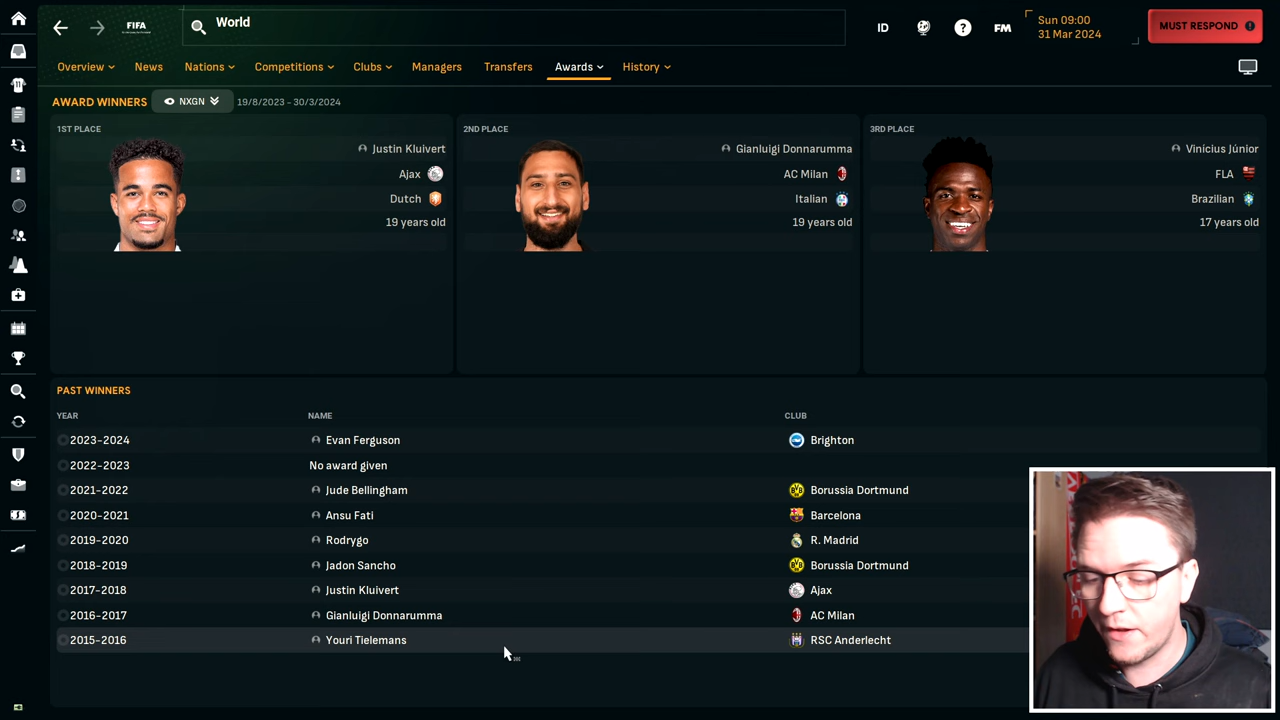 FIFA
World
ID
FM
Sun 09:00
31 Mar 2024
MUST RESPOND
Overview
News
Nations
Competitions
Clubs
Managers
Transfers
Awards
History
AWARD WINNERS
NXGN
19/8/2023 - 30/3/2024
1ST PLACE
Justin Kluivert
Ajax
Dutch
19 years old
2ND PLACE
Gianluigi Donnarumma
AC Milan
Italian
19 years old
3RD PLACE
Vinícius Júnior
FLA
Brazilian
17 years old
PAST WINNERS
YEAR NAME CLUB
2023-2024 Evan Ferguson Brighton
2022-2023 No award given
2021-2022 Jude Bellingham Borussia Dortmund
2020-2021 Ansu Fati Barcelona
2019-2020 Rodrygo R. Madrid
2018-2019 Jadon Sancho Borussia Dortmund
2017-2018 Justin Kluivert Ajax
2016-2017 Gianluigi Donnarumma AC Milan
2015-2016 Youri Tielemans RSC Anderlecht